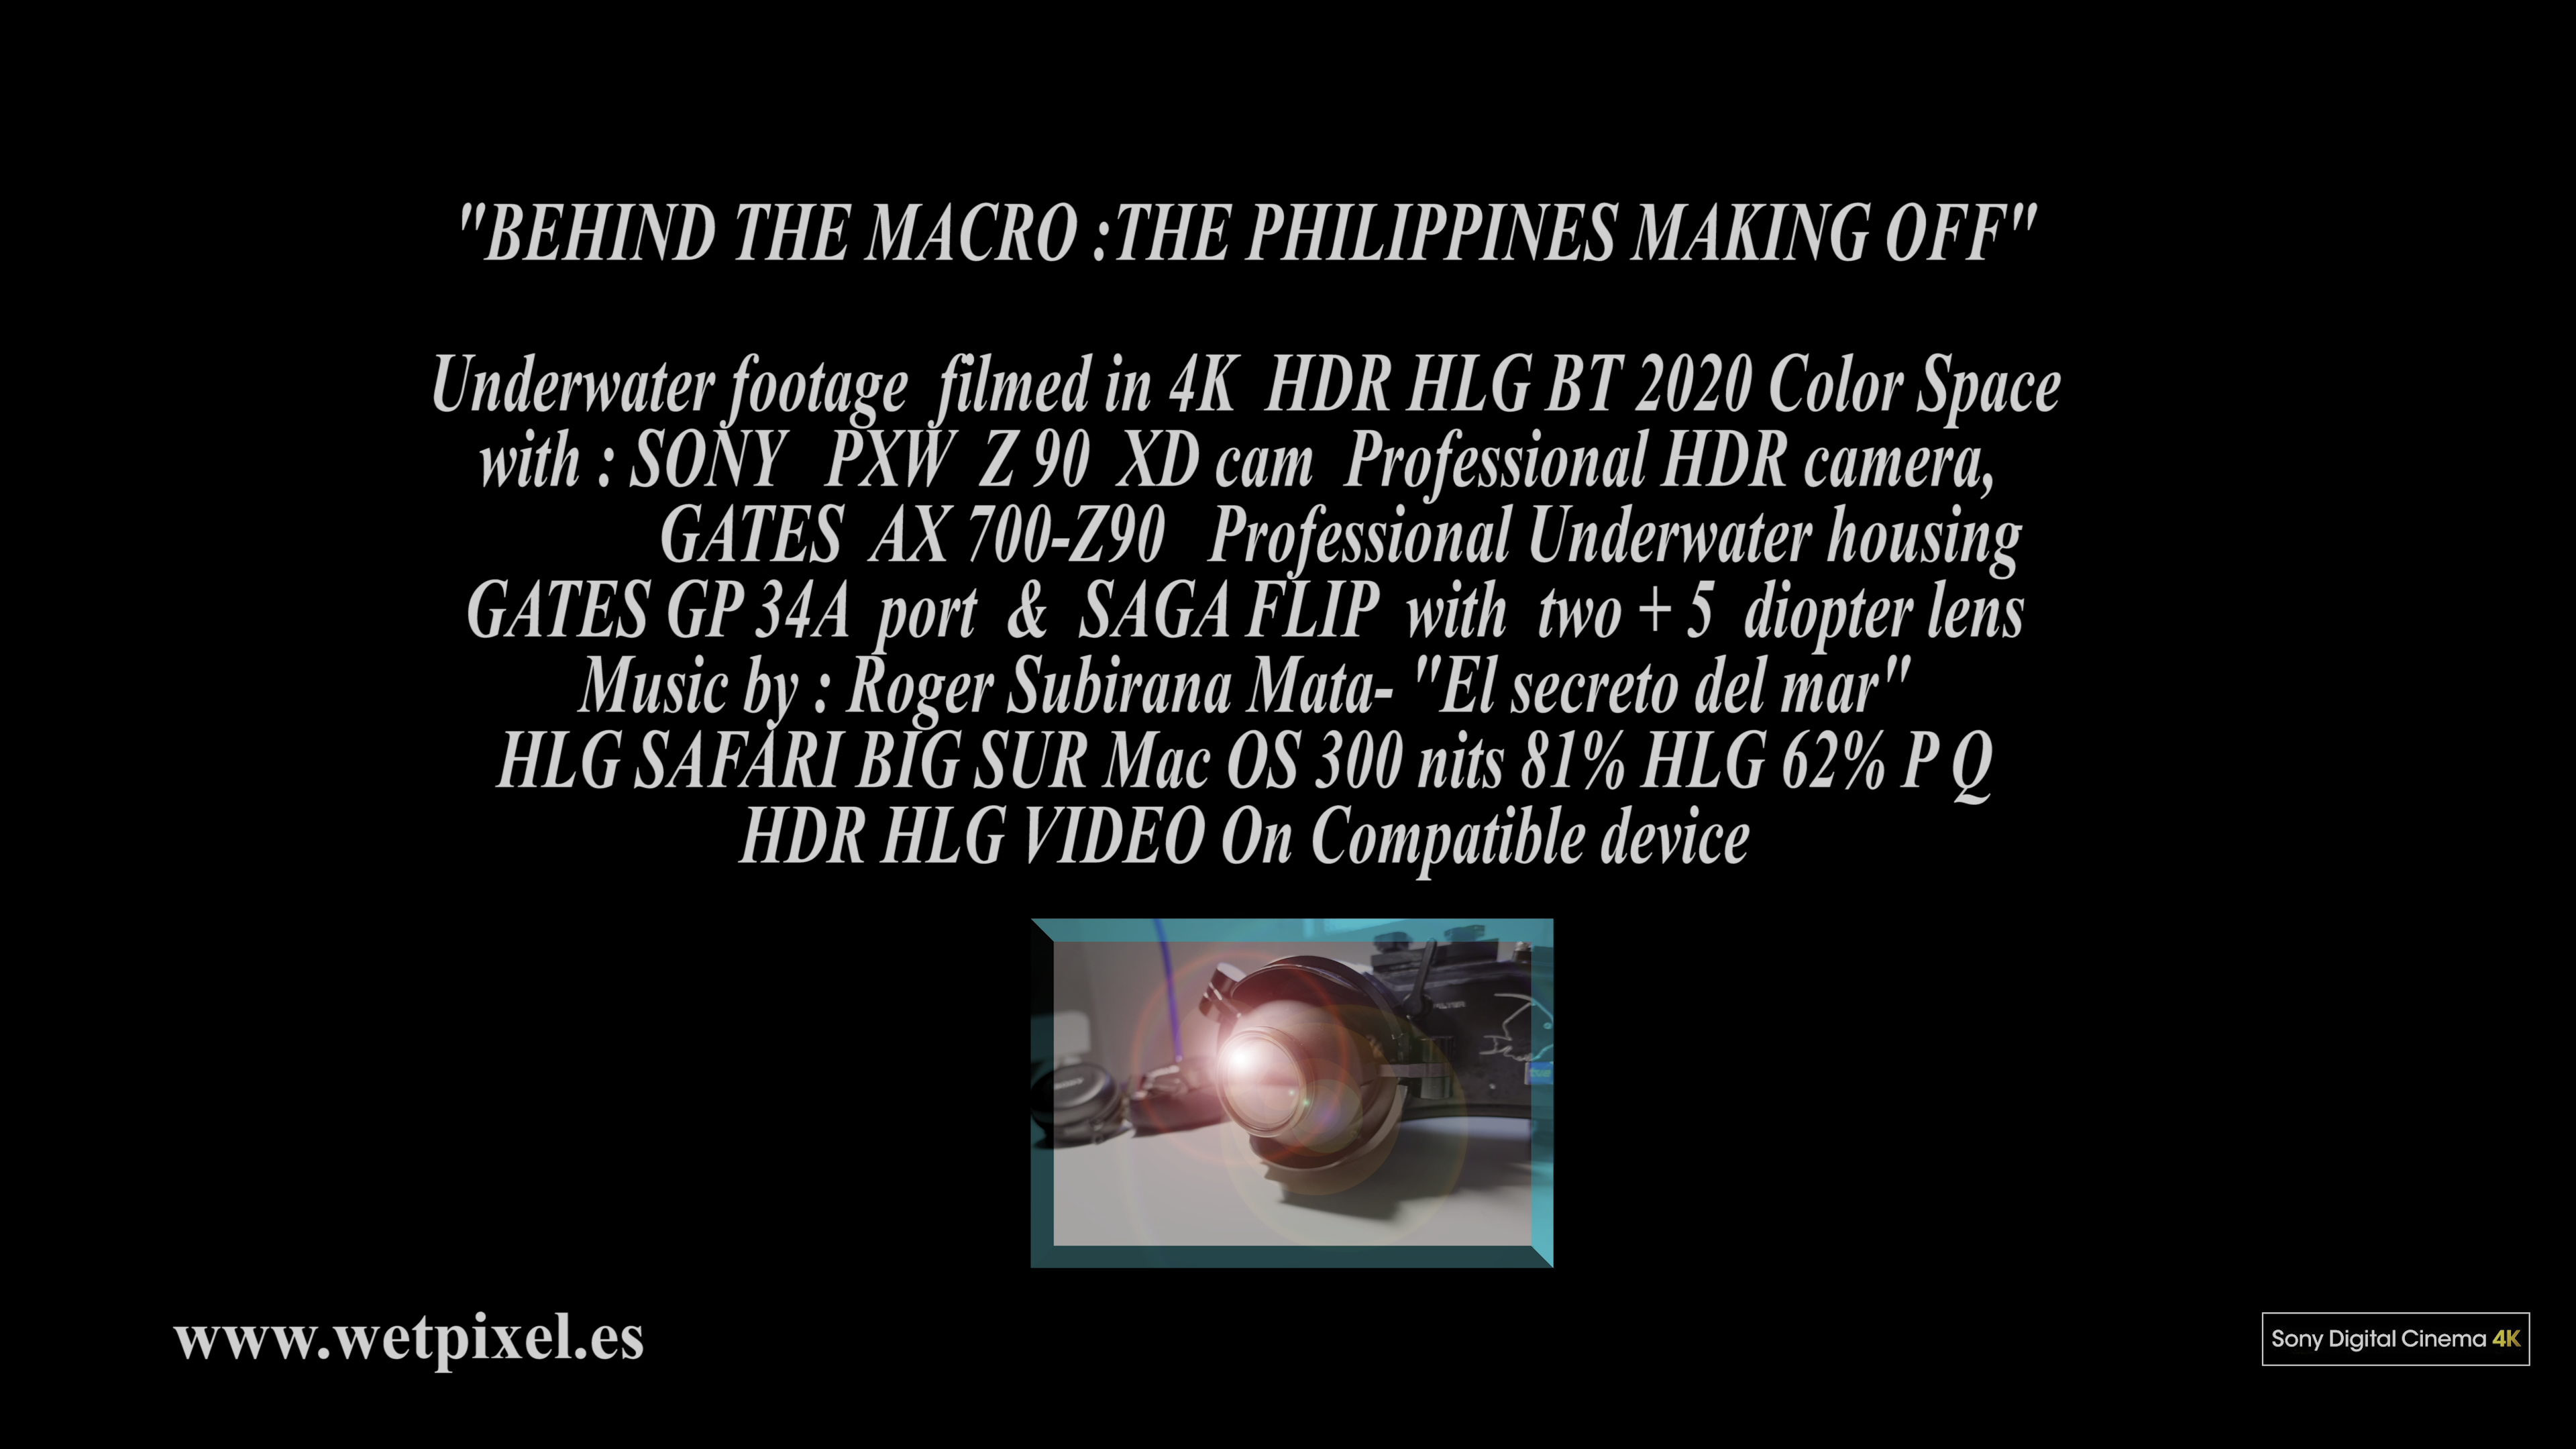 "BEHIND THE MACRO :THE PHILIPPINES MAKING OFF"
Underwater footage  filmed in 4K  HDR HLG BT 2020 Color Space
with : SONY   PXW  Z 90  XD cam  Professional HDR camera,
GATES  AX 700-Z90   Professional Underwater housing
GATES GP 34A  port  &  SAGA FLIP  with  two + 5  diopter lens
Music by : Roger Subirana Mata- "El secreto del mar"
HLG SAFARI BIG SUR Mac OS 300 nits 81% HLG 62% P Q
HDR HLG VIDEO On Compatible device
www.wetpixel.es
Sony Digital Cinema 4K